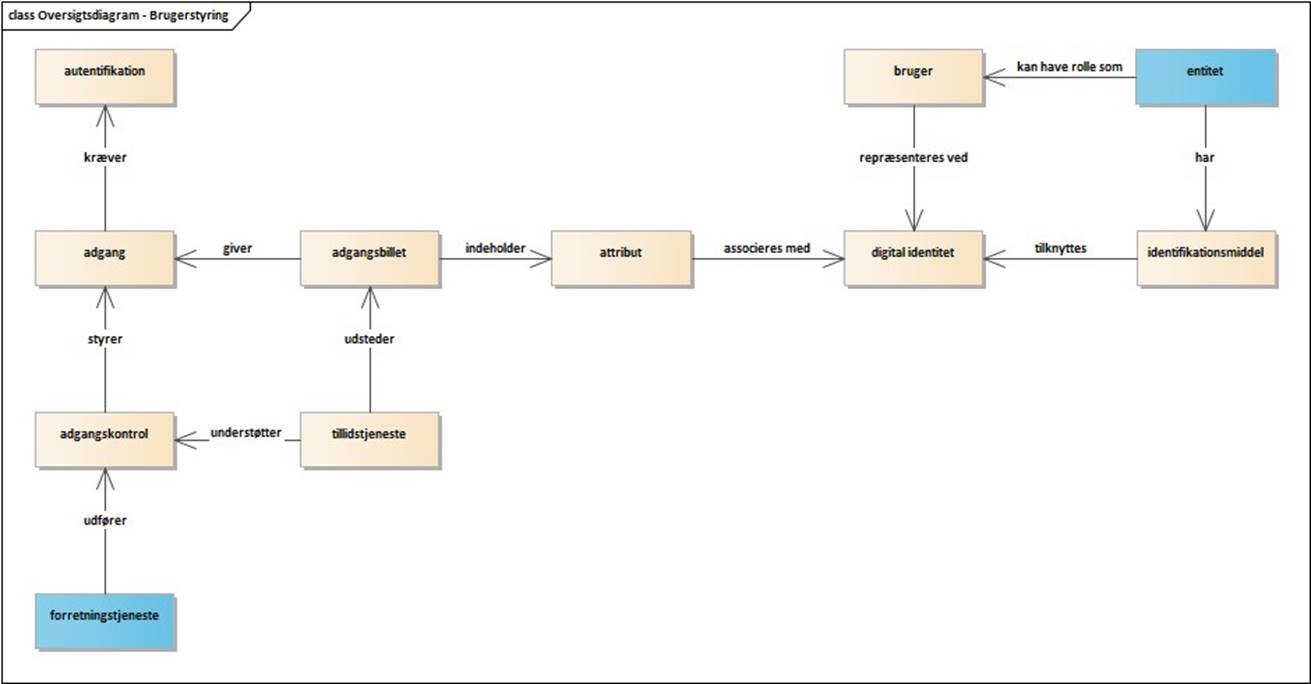 class Oversigtsdiagram - Brugerstyring
autentifikation
bruger
kan have rolle som
entitet
kræver
repræsenteres ved
har
adgang
giver
adgangsbillet
indeholder
attribut
associeres med
digital identitet
tilknyttes
identifikationsmiddel
styrer
udsteder
adgangskontrol
understøtter
tillidstjeneste
udfører
forretningstjeneste